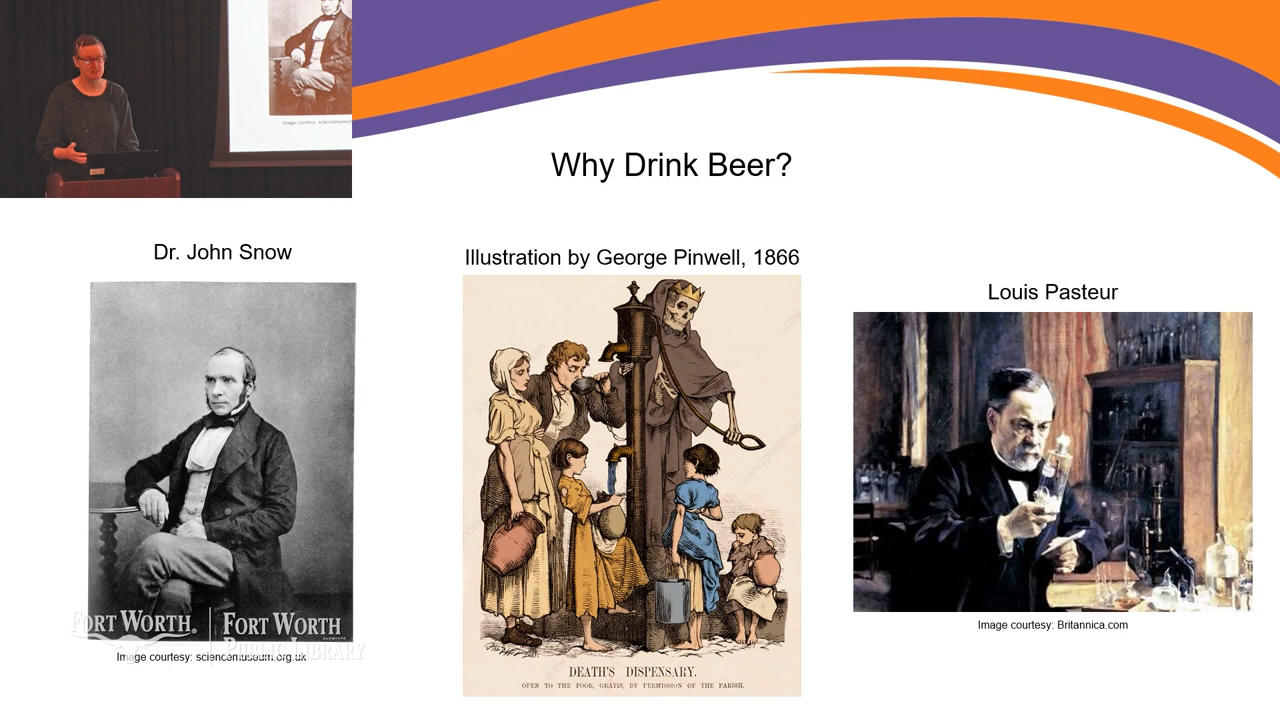 Why Drink Beer?
Dr. John Snow
Illustration by George Pinwell, 1866
Louis Pasteur
FORT WORTH®
FORT WORTH
PUBLIC LIBRARY
Image courtesy: sciencemuseum.org.uk
Image courtesy: Britannica.com
DEATH'S DISPENSARY.
OPEN TO THE POOR, GRATIS, BY PERMISSION OF THE PARISH.